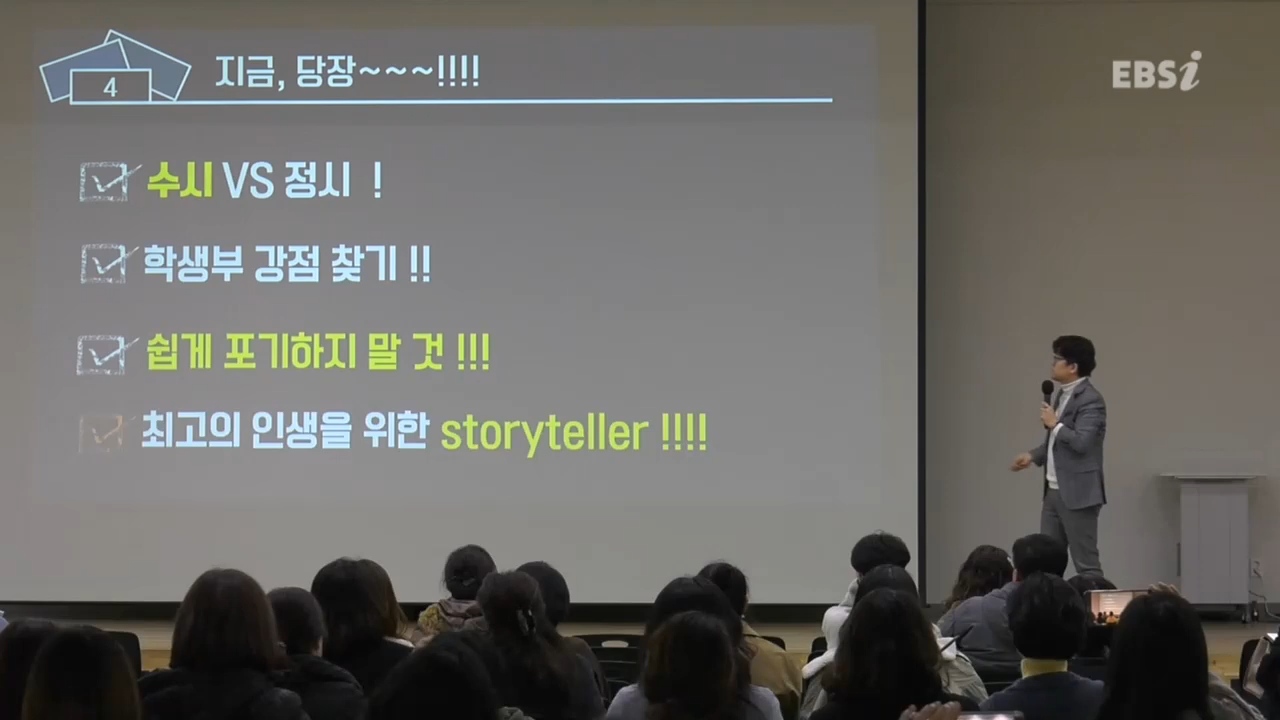 4
지금, 당장~~~!!!!
EBSi
수시 VS 정시 !
학생부 강점 찾기 !!
쉽게 포기하지 말 것 !!!
최고의 인생을 위한 storyteller !!!!